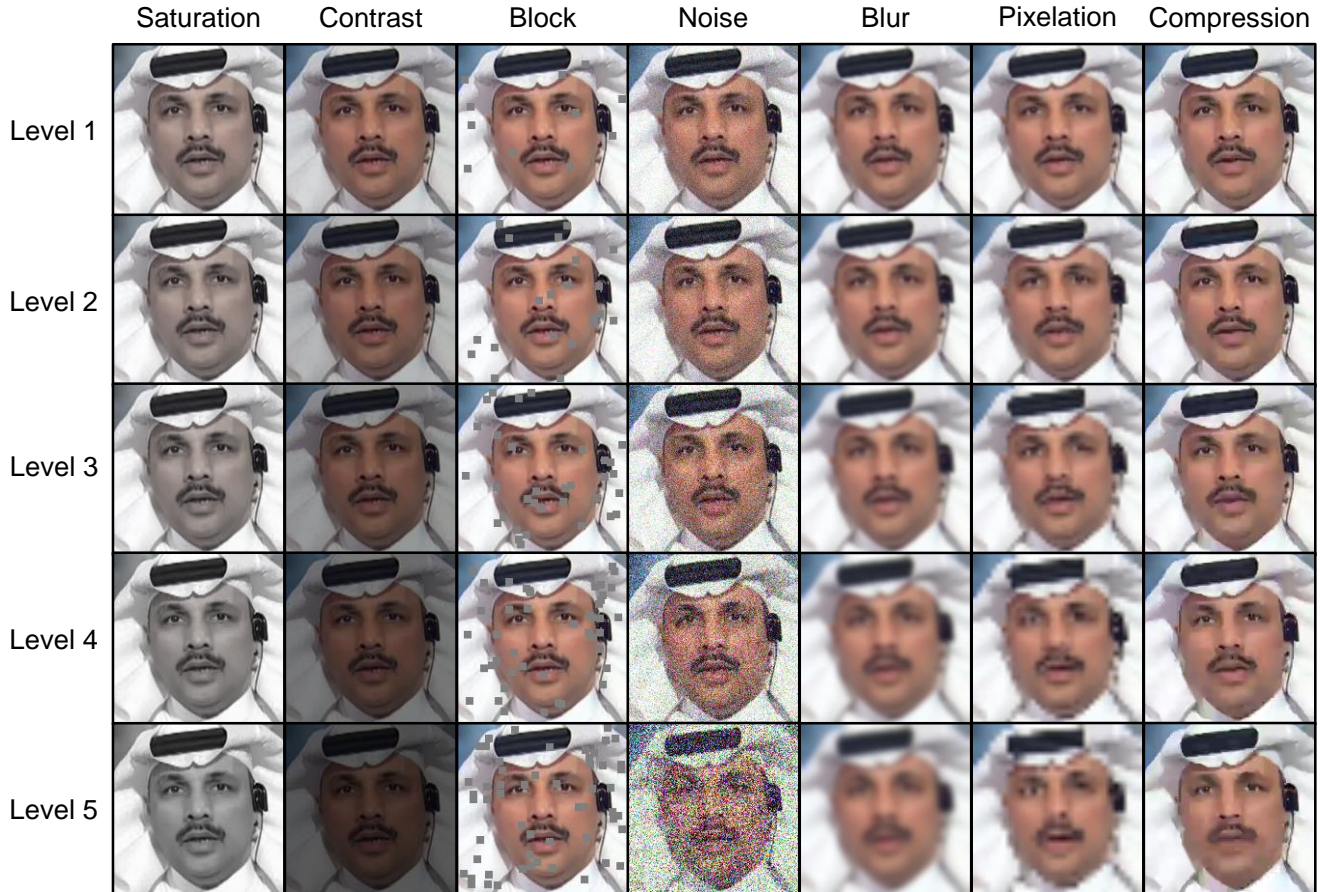 Saturation Contrast Block Noise Blur Pixelation Compression
Level 1
Level 2
Level 3
Level 4
Level 5